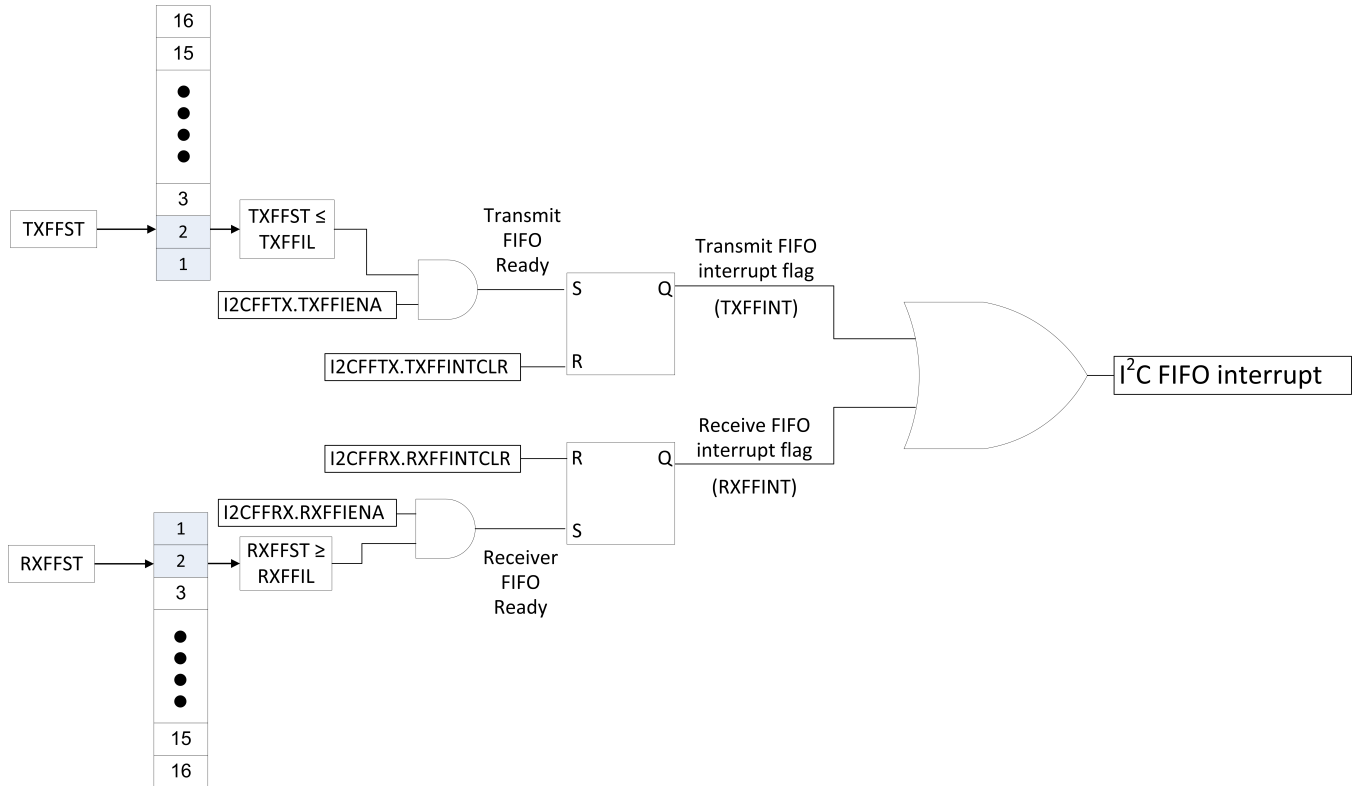 16
15
3
2
1
TXFFST
TXFFST ≤
TXFFIL
I2CFFTX.TXFFIENA
Transmit
FIFO
Ready
I2CFFTX.TXFFINTCLR
S
Q
R
Transmit FIFO
interrupt flag
(TXFFINT)
I²C FIFO interrupt
I2CFFRX.RXFFINTCLR
R
Q
S
Receive FIFO
interrupt flag
(RXFFINT)
I2CFFRX.RXFFIENA
RXFFST ≥
RXFFIL
Receiver
FIFO
Ready
RXFFST
1
2
3
15
16